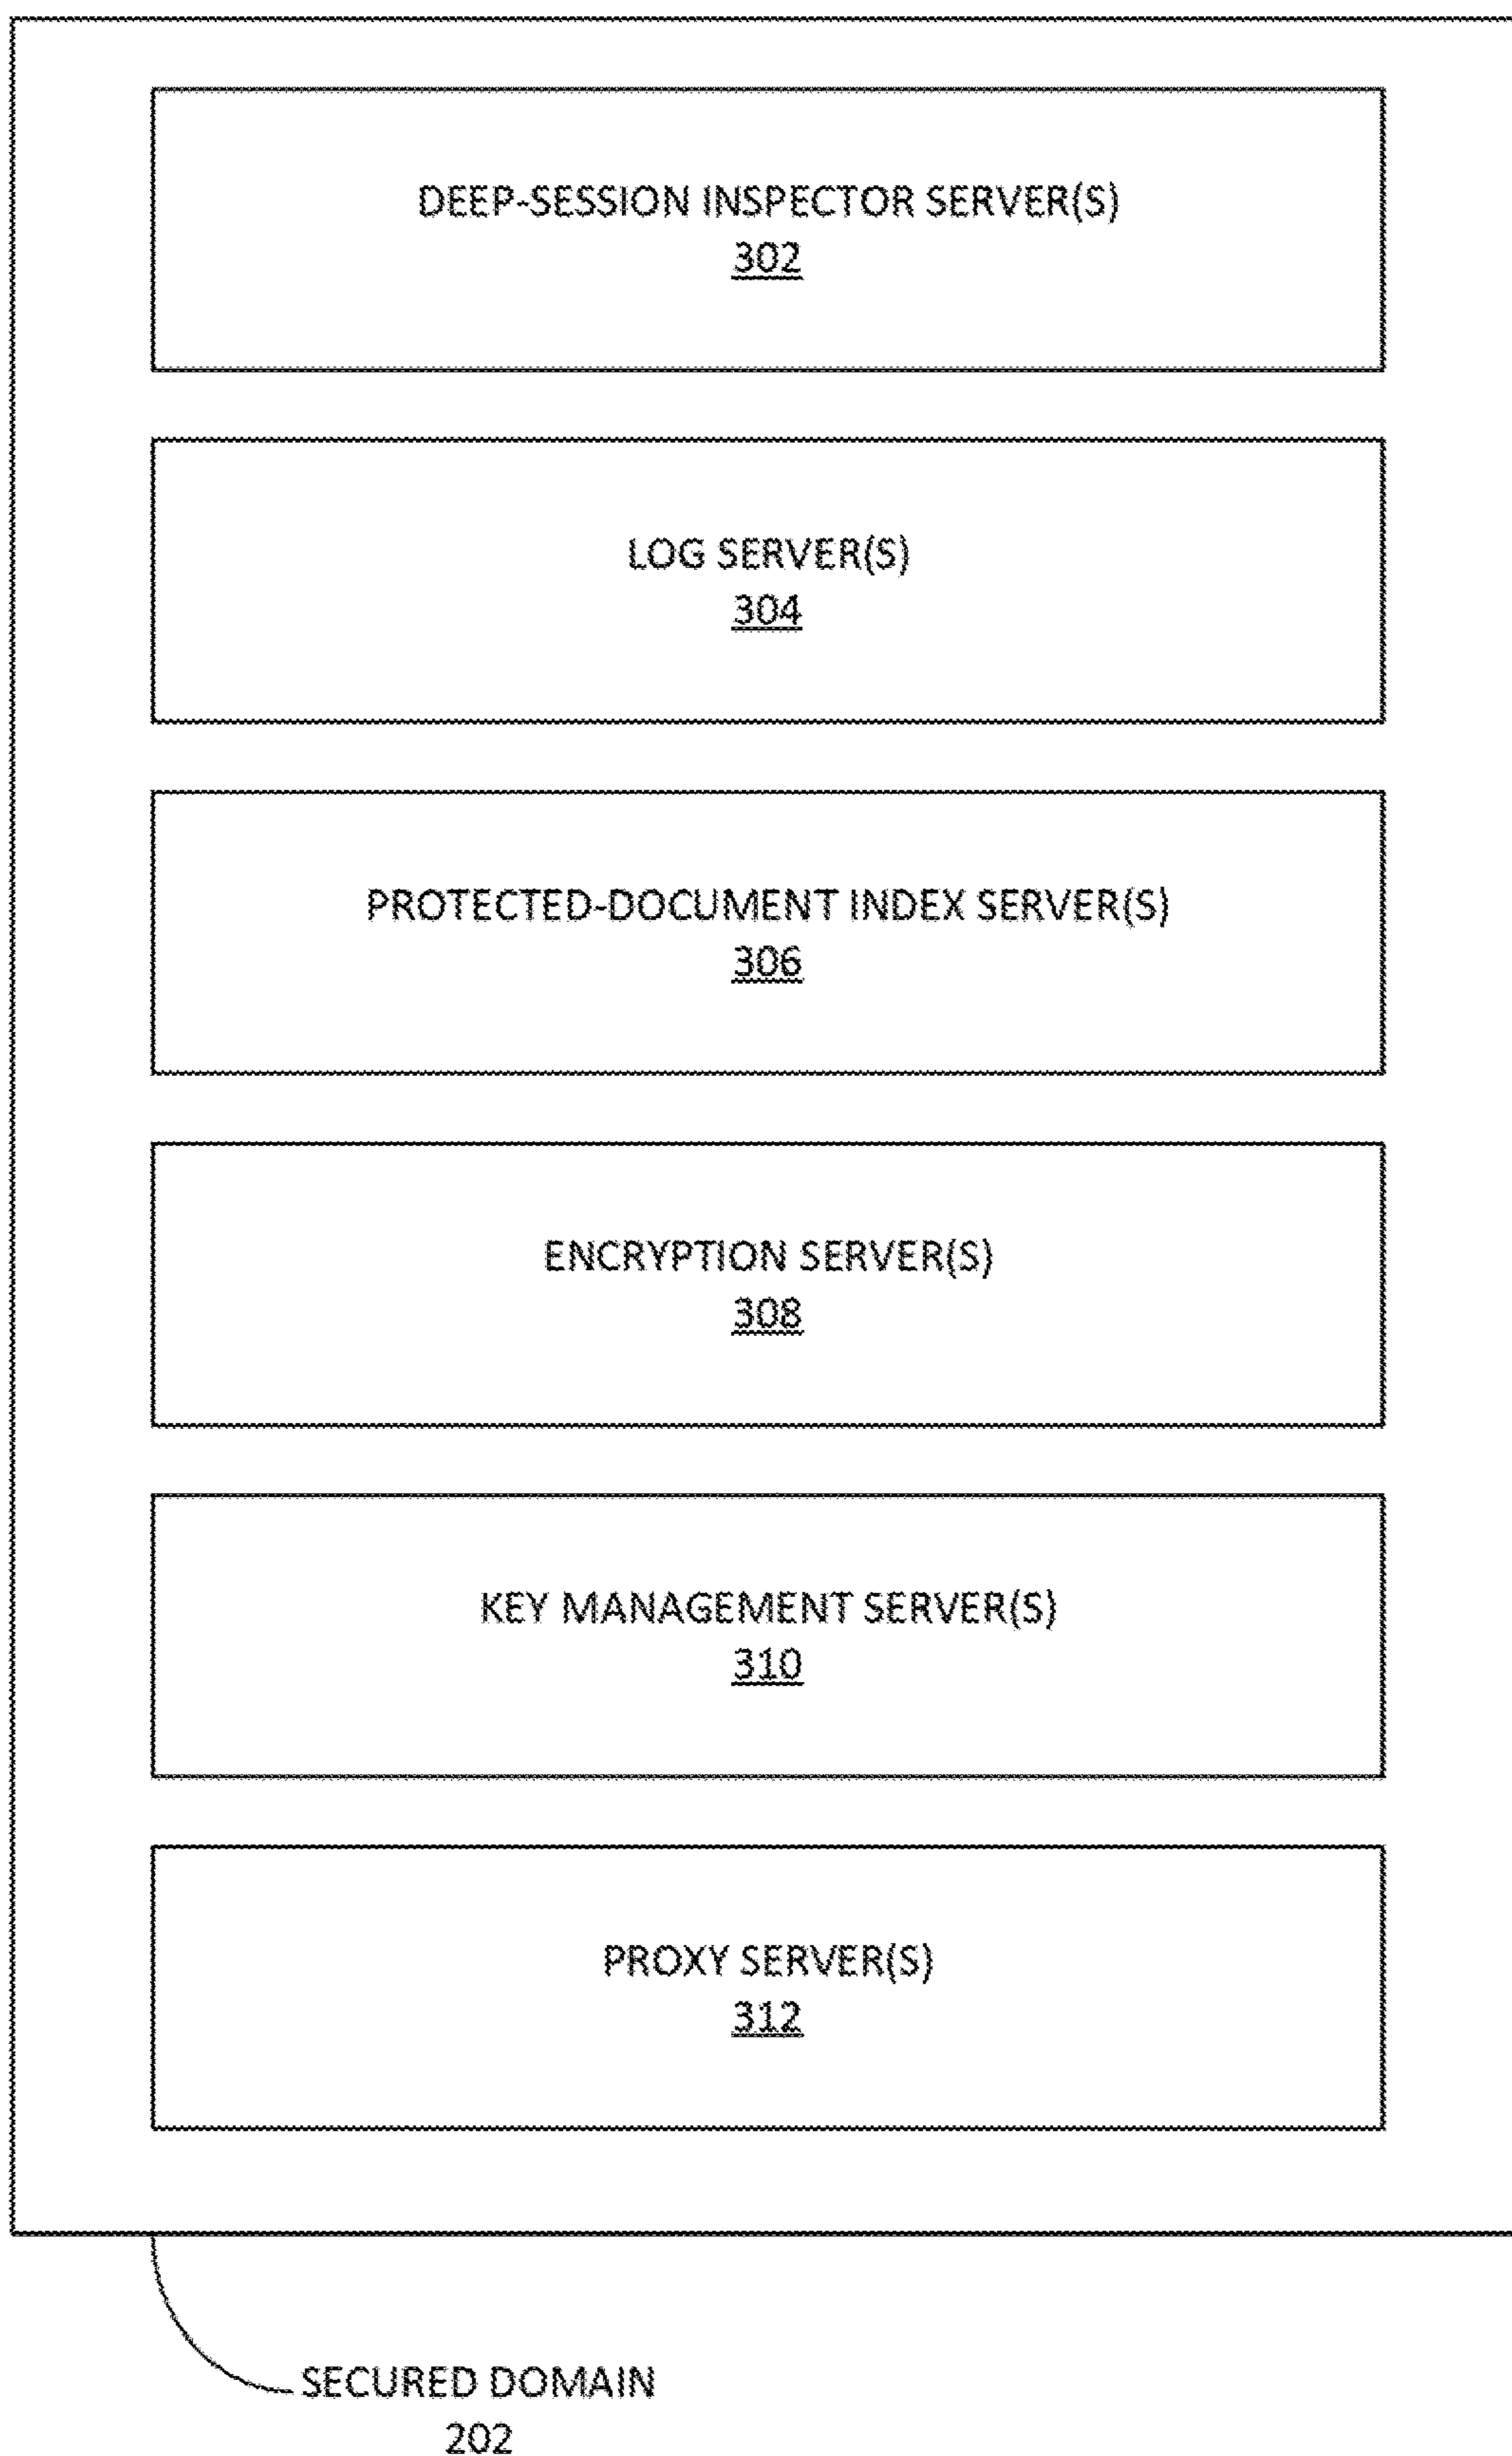 DEEP-SESSION INSPECTOR SERVER(S)
302
LOG SERVER(S)
304
PROTECTED-DOCUMENT INDEX SERVER(S)
306
ENCRYPTION SERVER(S)
308
KEY MANAGEMENT SERVER(S)
310
PROXY SERVER(S)
312
SECURED DOMAIN
202